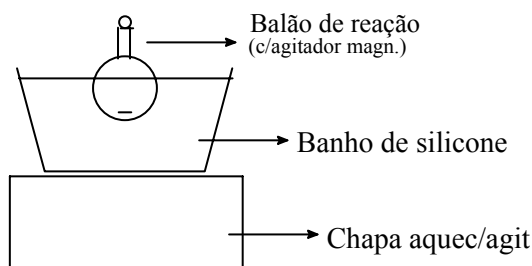 Balão de reação
(c/agitador magn.)
Banho de silicone
Chapa aquec/agit